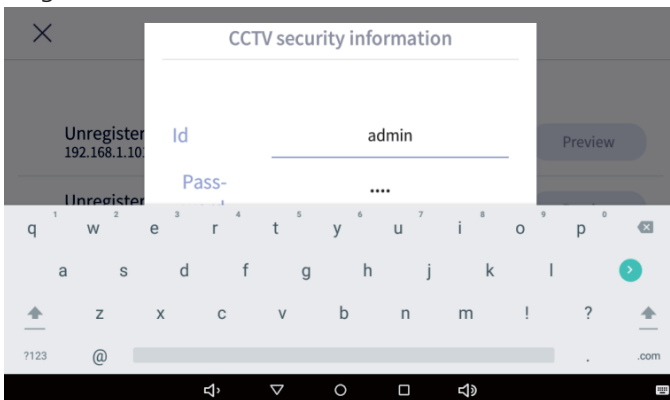 CCTV security information
Unregister
192.168.1.10
Id
admin
Preview
Pass-
••••
Unregister
q 1 w 2 e 3 r 4 t 5 y 6 u 7 i 8 o 9 p 0
a s d f g h j k l
z x c v b n m ! ?
?123 @ . .com